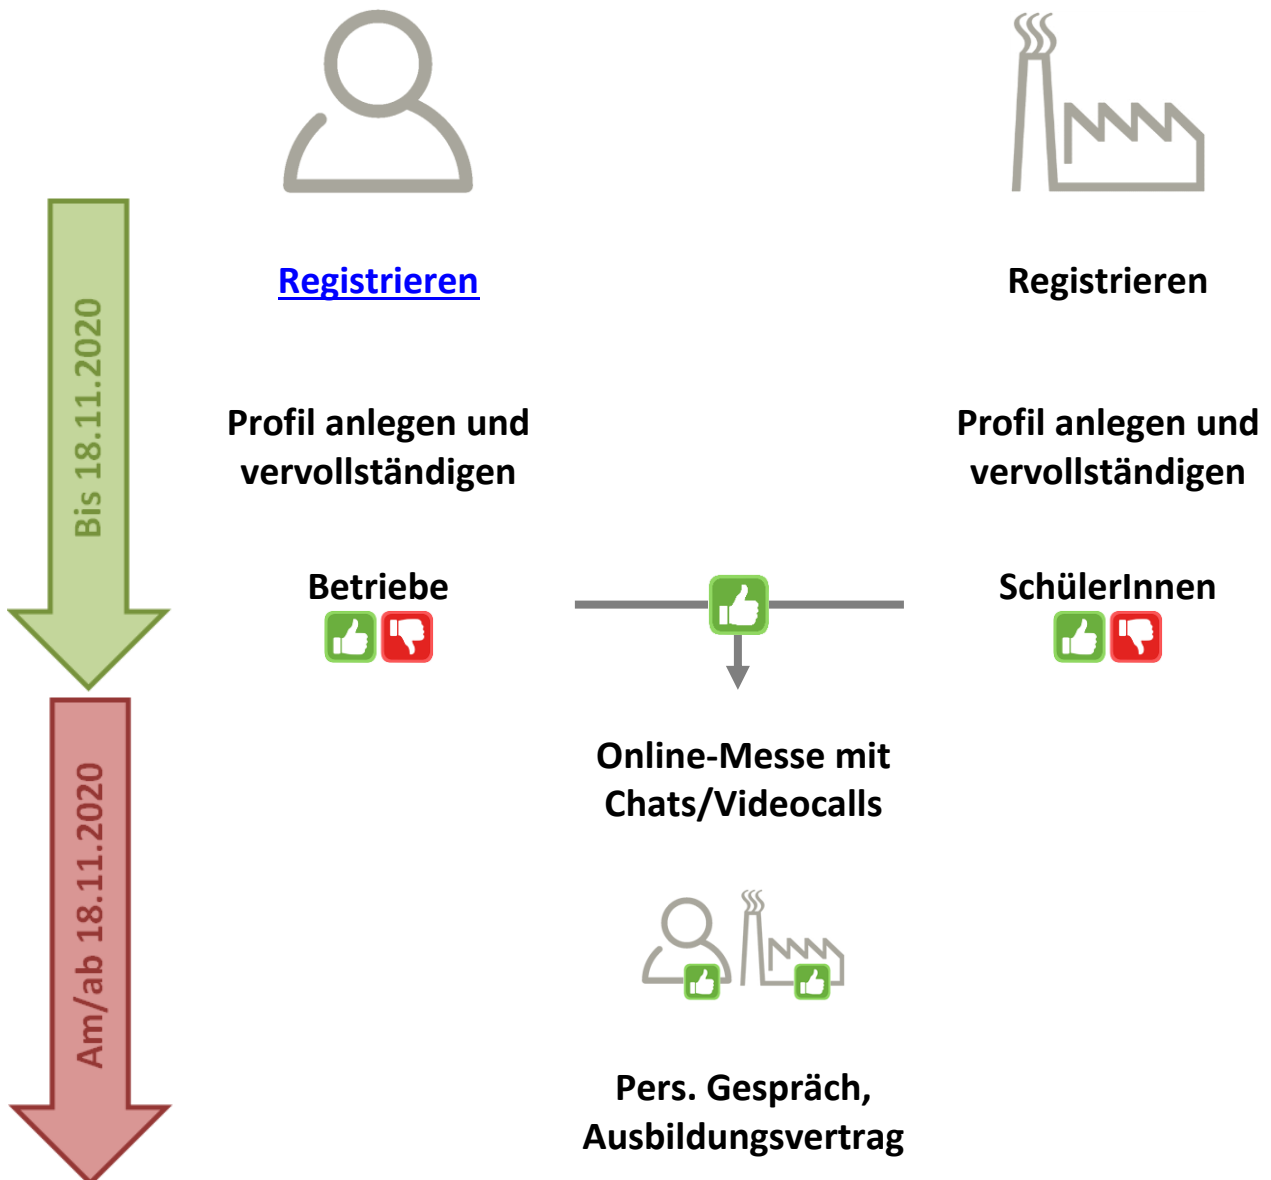 Bis 18.11.2020
Registrieren
Registrieren
Profil anlegen und
vervollständigen
Profil anlegen und
vervollständigen
Betriebe
SchülerInnen
Am/ab 18.11.2020
Online-Messe mit
Chats/Videocalls
Pers. Gespräch,
Ausbildungsvertrag